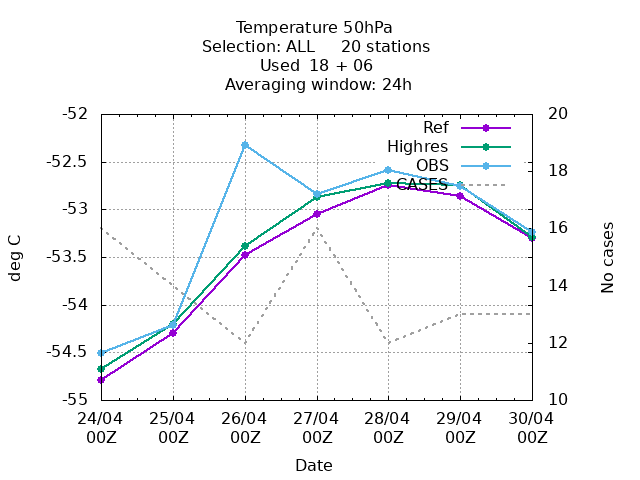 Temperature 50hPa
Selection: ALL 20 stations
Used 18 + 06
Averaging window: 24h
-52
-52.5
-53
-53.5
-54
-54.5
-55
20
18
16
14
12
10
Ref
Highres
OBS
CASES
deg C
No cases
24/04 25/04 26/04 27/04 28/04 29/04 30/04
00Z 00Z 00Z 00Z 00Z 00Z 00Z
Date